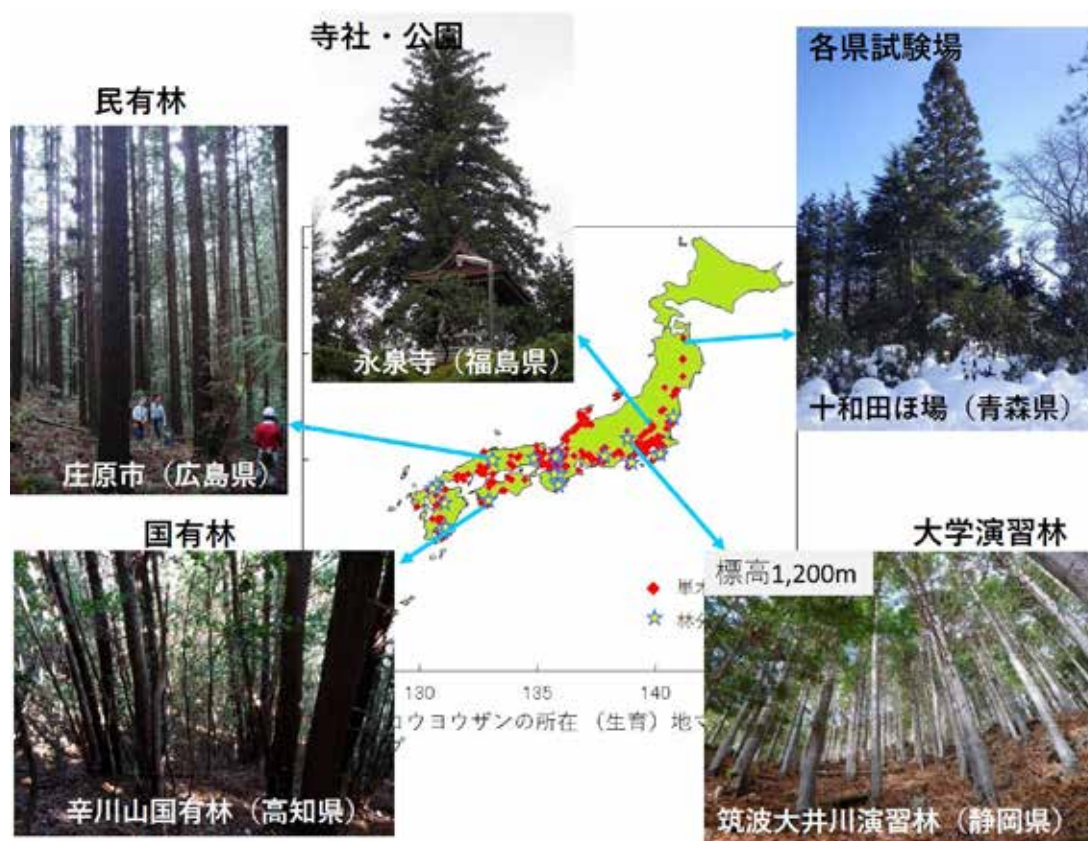 寺社・公園
各県試験場
民有林
永泉寺（福島県）
十和田ほ場（青森県）
庄原市（広島県）
国有林
大学演習林
標高1,200m
単
林
130
135
140
コウヨウザンの所在（生育）地マ
辛川山国有林（高知県）
筑波大井川演習林（静岡県）